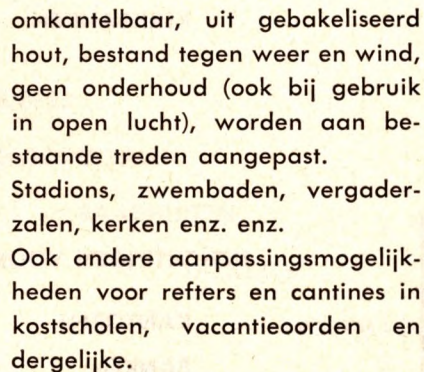 omkantelbaar, uit gebakeliseerd
hout, bestand tegen weer en wind,
geen onderhoud (ook bij gebruik
in open lucht), worden aan be-
staande treden aangepast.
Stadions, zwembaden, vergader-
zalen, kerken enz. enz.
Ook andere aanpassingsmogelijk-
heden voor refters en cantines in
kostscholen, vacantieoorden en
dergelijke.